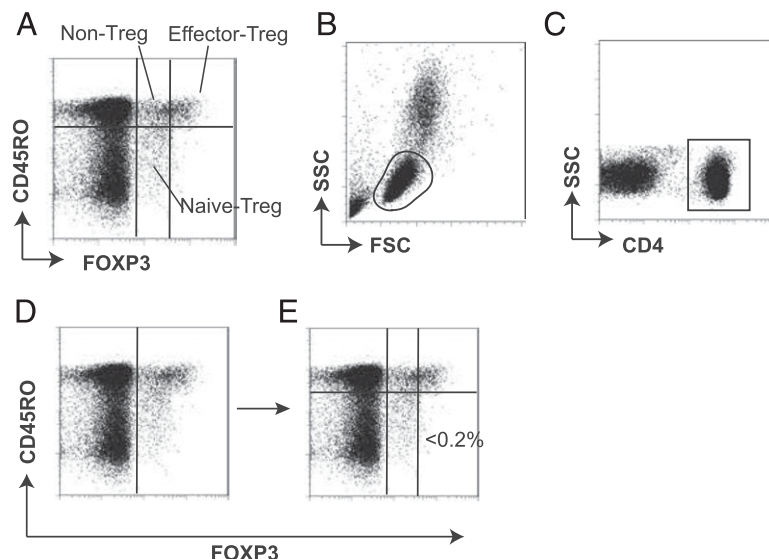 A
Non-Treg Effector-Treg
CD45RO
Naive-Treg
FOXP3
B
SSC
FSC
C
SSC
CD4
D
CD45RO
E
<0.2%
FOXP3